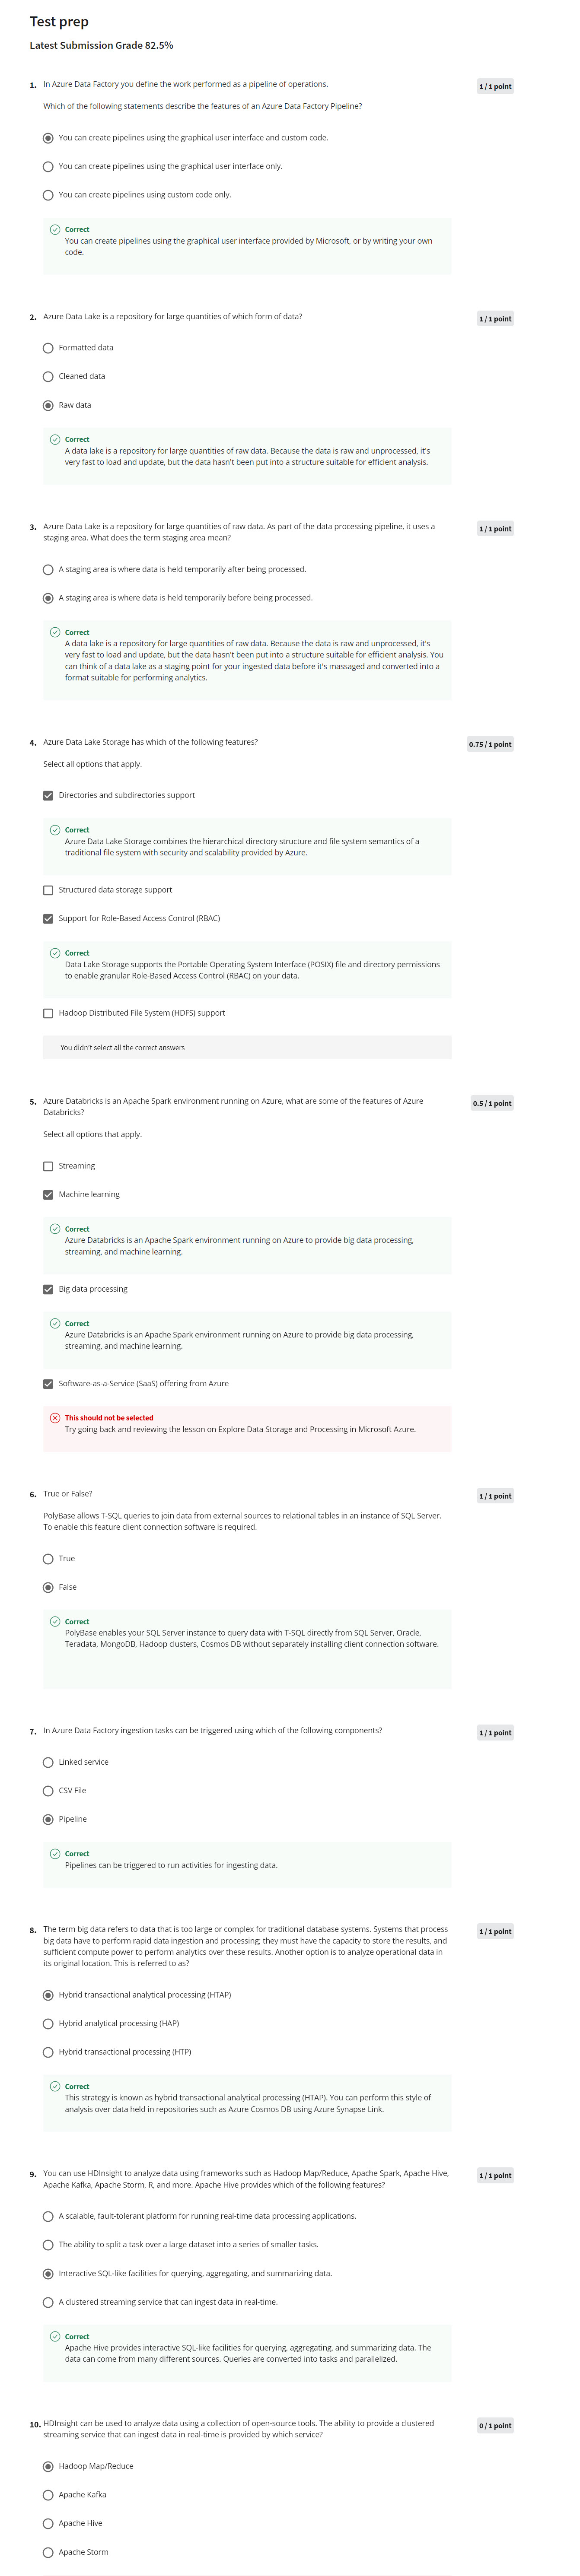 Test prep
Latest Submission Grade 82.5%
1. In Azure Data Factory you define the work performed as a pipeline of operations.
1 / 1 point
Which of the following statements describe the features of an Azure Data Factory Pipeline?
You can create pipelines using the graphical user interface and custom code.
You can create pipelines using the graphical user interface only.
You can create pipelines using custom code only.
Correct
You can create pipelines using the graphical user interface provided by Microsoft, or by writing your own
code.
2. Azure Data Lake is a repository for large quantities of which form of data?
1 / 1 point
Formatted data
Cleaned data
Raw data
Correct
A data lake is a repository for large quantities of raw data. Because the data is raw and unprocessed, it's
very fast to load and update, but the data hasn't been put into a structure suitable for efficient analysis.
3. Azure Data Lake is a repository for large quantities of raw data. As part of the data processing pipeline, it uses a
staging area. What does the term staging area mean?
1 / 1 point
A staging area is where data is held temporarily after being processed.
A staging area is where data is held temporarily before being processed.
Correct
A data lake is a repository for large quantities of raw data. Because the data is raw and unprocessed, it's
very fast to load and update, but the data hasn't been put into a structure suitable for efficient analysis. You
can think of a data lake as a staging point for your ingested data before it's massaged and converted into a
format suitable for performing analytics.
4. Azure Data Lake Storage has which of the following features?
0.75 / 1 point
Select all options that apply.
Directories and subdirectories support
Correct
Azure Data Lake Storage combines the hierarchical directory structure and file system semantics of a
traditional file system with security and scalability provided by Azure.
Structured data storage support
Support for Role-Based Access Control (RBAC)
Correct
Data Lake Storage supports the Portable Operating System Interface (POSIX) file and directory permissions
to enable granular Role-Based Access Control (RBAC) on your data.
Hadoop Distributed File System (HDFS) support
You didn't select all the correct answers
5. Azure Databricks is an Apache Spark environment running on Azure, what are some of the features of Azure
Databricks?
0.5 / 1 point
Select all options that apply.
Streaming
Machine learning
Correct
Azure Databricks is an Apache Spark environment running on Azure to provide big data processing,
streaming, and machine learning.
Big data processing
Correct
Azure Databricks is an Apache Spark environment running on Azure to provide big data processing,
streaming, and machine learning.
Software-as-a-Service (SaaS) offering from Azure
This should not be selected
Try going back and reviewing the lesson on Explore Data Storage and Processing in Microsoft Azure.
6. True or False?
1 / 1 point
PolyBase allows T-SQL queries to join data from external sources to relational tables in an instance of SQL Server.
To enable this feature client connection software is required.
True
False
Correct
PolyBase enables your SQL Server instance to query data with T-SQL directly from SQL Server, Oracle,
Teradata, MongoDB, Hadoop clusters, Cosmos DB without separately installing client connection software.
7. In Azure Data Factory ingestion tasks can be triggered using which of the following components?
1 / 1 point
Linked service
CSV File
Pipeline
Correct
Pipelines can be triggered to run activities for ingesting data.
8. The term big data refers to data that is too large or complex for traditional database systems. Systems that process
big data have to perform rapid data ingestion and processing; they must have the capacity to store the results, and
sufficient compute power to perform analytics over these results. Another option is to analyze operational data in
its original location. This is referred to as?
1 / 1 point
Hybrid transactional analytical processing (HTAP)
Hybrid analytical processing (HAP)
Hybrid transactional processing (HTP)
Correct
This strategy is known as hybrid transactional analytical processing (HTAP). You can perform this style of
analysis over data held in repositories such as Azure Cosmos DB using Azure Synapse Link.
9. You can use HDInsight to analyze data using frameworks such as Hadoop Map/Reduce, Apache Spark, Apache Hive,
Apache Kafka, Apache Storm, R, and more. Apache Hive provides which of the following features?
1 / 1 point
A scalable, fault-tolerant platform for running real-time data processing applications.
The ability to split a task over a large dataset into a series of smaller tasks.
Interactive SQL-like facilities for querying, aggregating, and summarizing data.
A clustered streaming service that can ingest data in real-time.
Correct
Apache Hive provides interactive SQL-like facilities for querying, aggregating, and summarizing data. The
data can come from many different sources. Queries are converted into tasks and parallelized.
10. HDInsight can be used to analyze data using a collection of open-source tools. The ability to provide a clustered
streaming service that can ingest data in real-time is provided by which service?
0 / 1 point
Hadoop Map/Reduce
Apache Kafka
Apache Hive
Apache Storm